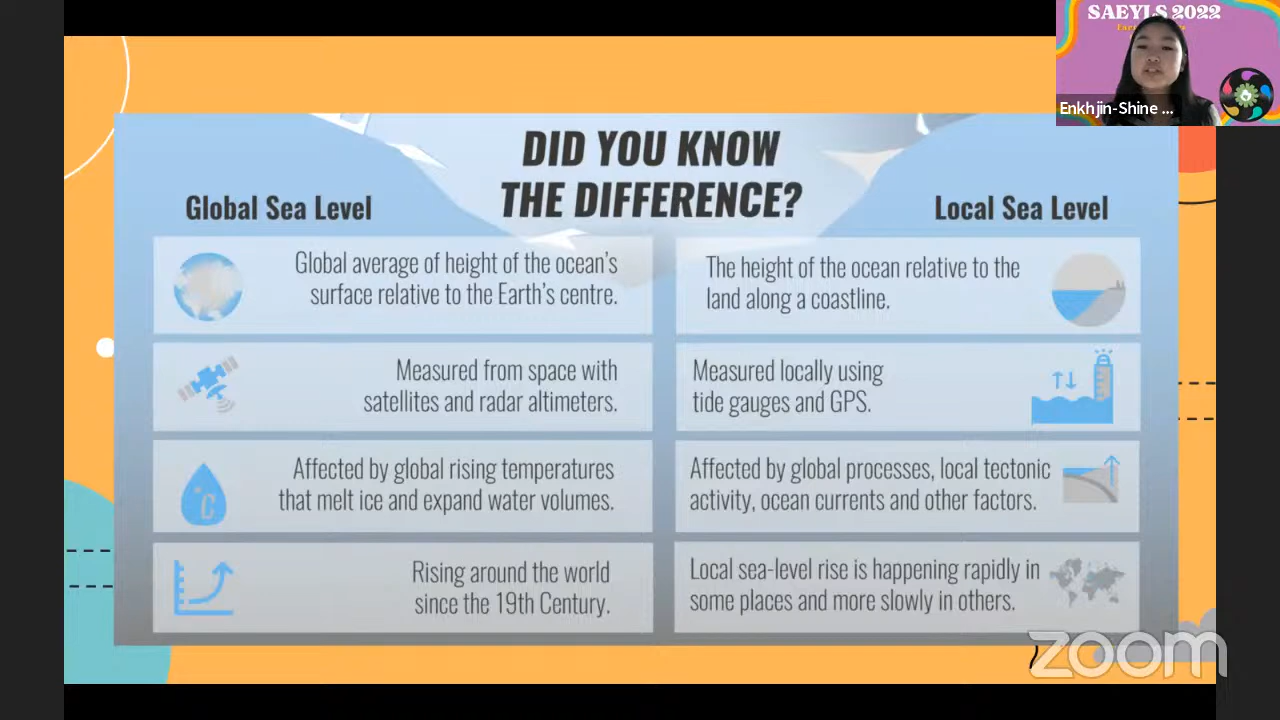 SAEYLS 2022
Enkhjin-Shine ...
DID YOU KNOW
THE DIFFERENCE?
Global Sea Level
Global average of height of the ocean's
surface relative to the Earth's centre.
Measured from space with
satellites and radar altimeters.
Affected by global rising temperatures
that melt ice and expand water volumes.
°C
Rising around the world
since the 19th Century.
Local Sea Level
The height of the ocean relative to the
land along a coastline.
Measured locally using
tide gauges and GPS.
Affected by global processes, local tectonic
activity, ocean currents and other factors.
Local sea-level rise is happening rapidly in
some places and more slowly in others.
zoom